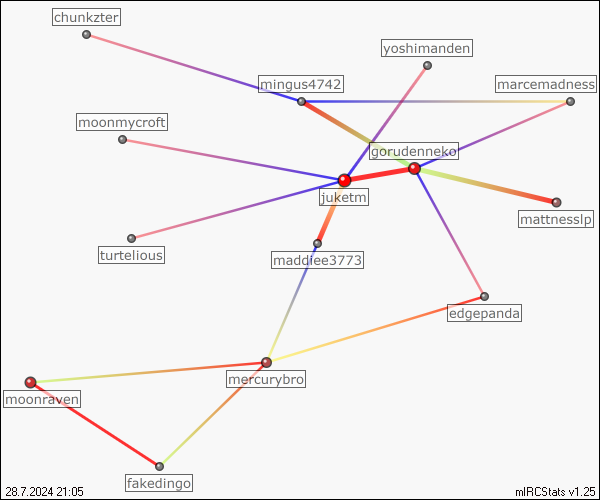 chunkzter
yoshimanden
mingus4742
marcemadness
moonmycroft
gorudenneko
juketm
mattnesslp
turtelious
maddiee3773
edgepanda
mercurybro
moonraven
fakedingo
28.7.2024 21:05
mIRCStats v1.25